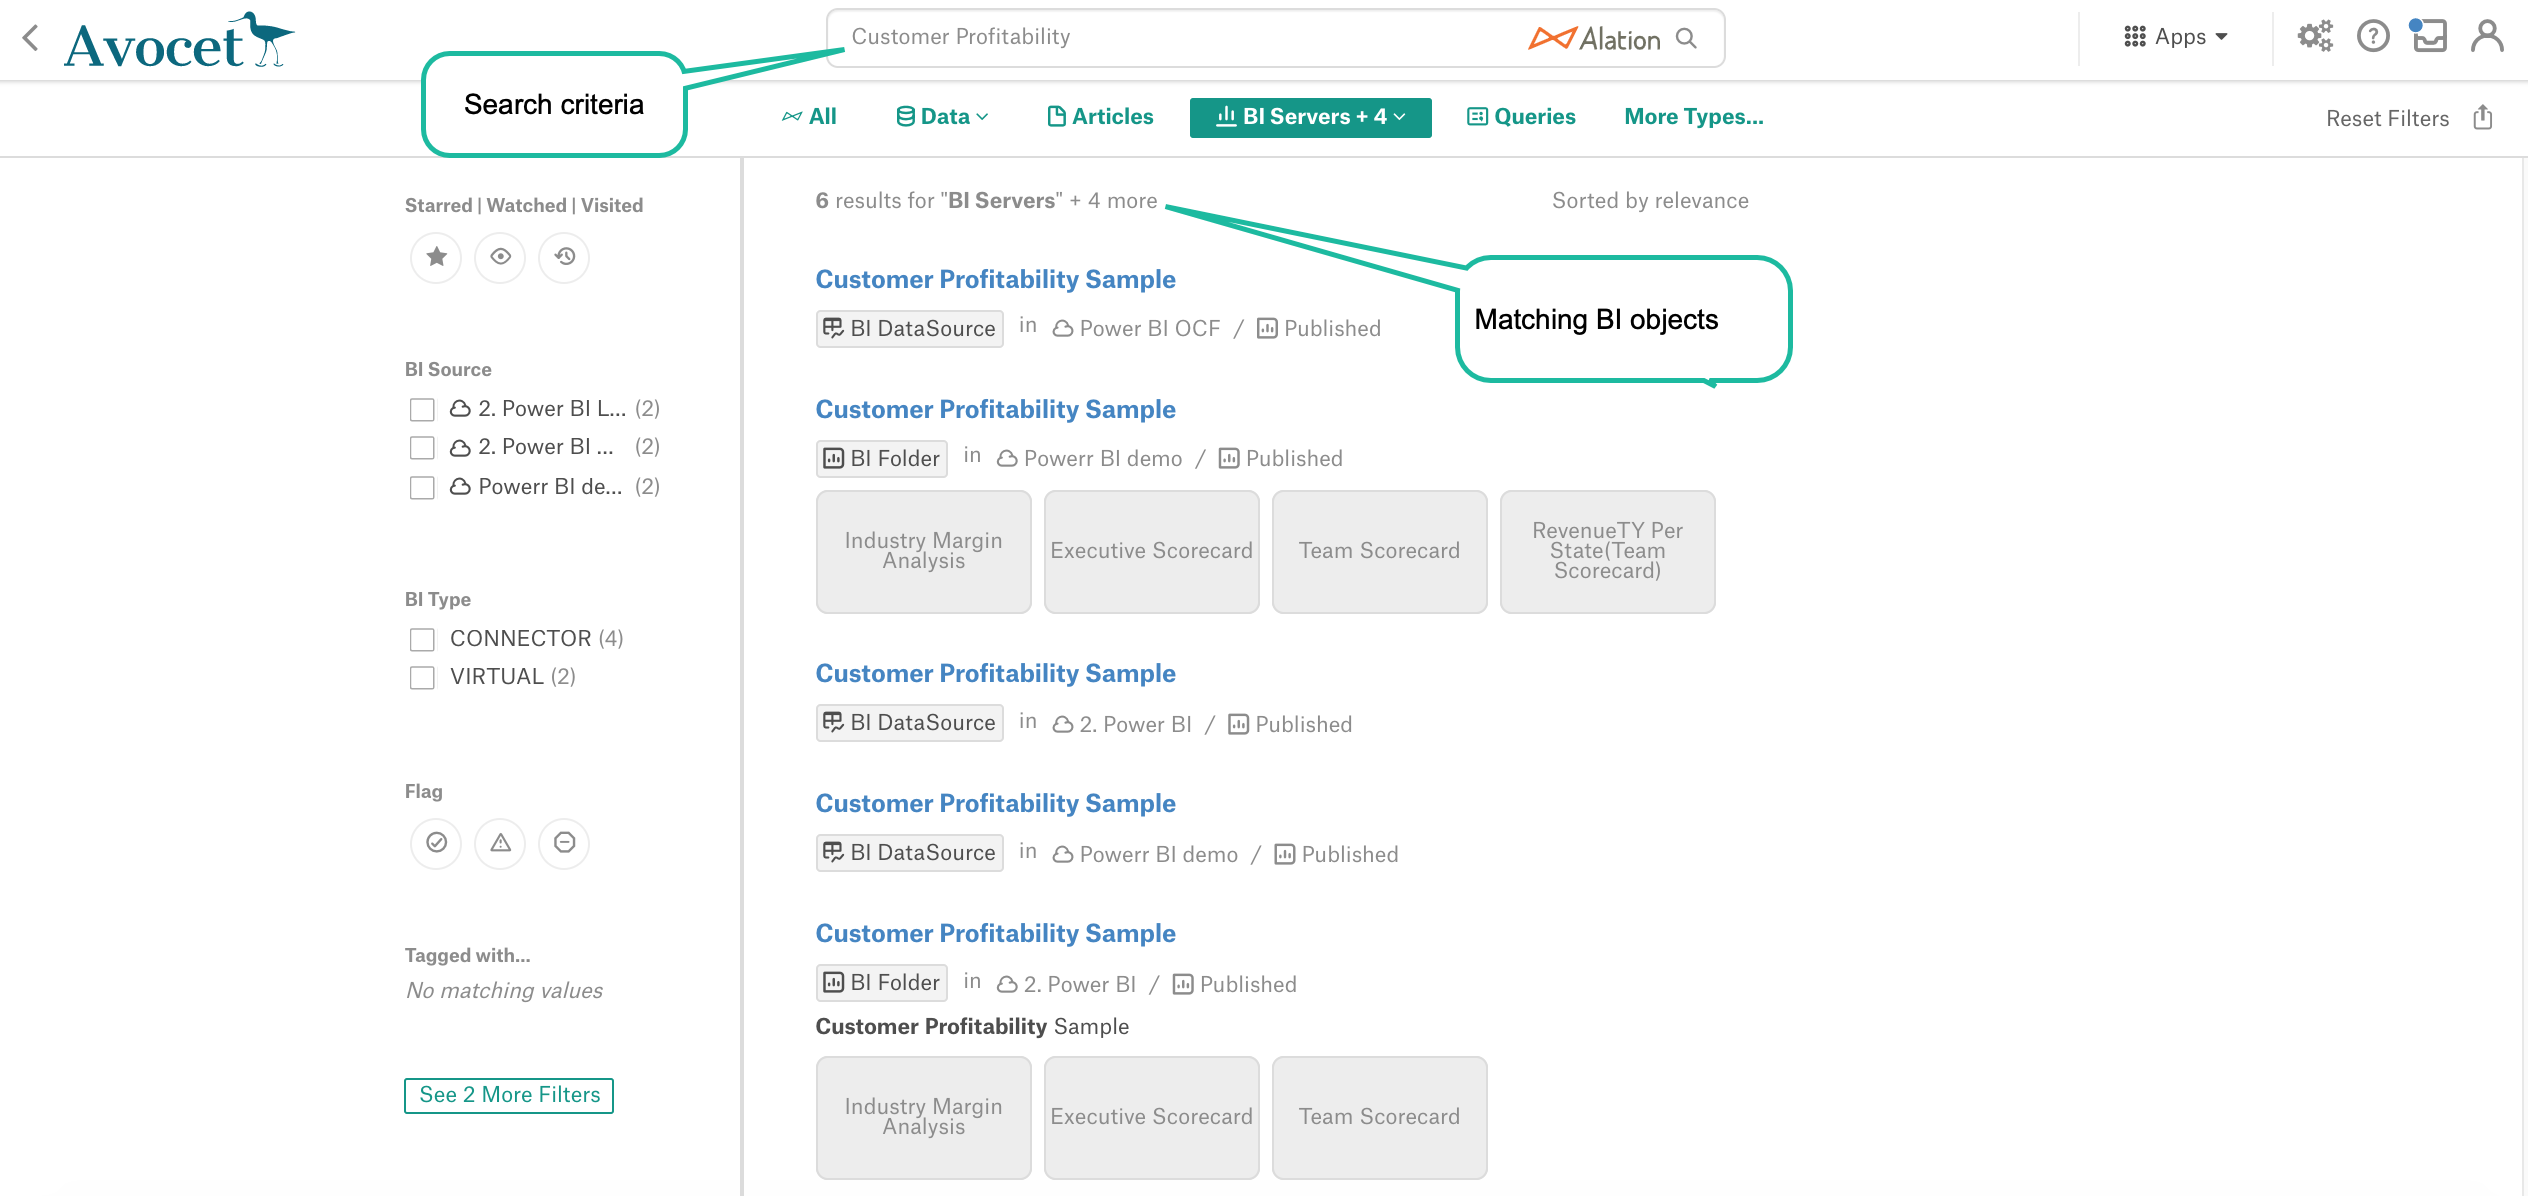 Avocet
Customer Profitability
Alation
Apps
Search criteria
All
Data
Articles
BI Servers + 4
Queries
More Types...
Reset Filters
Starred | Watched | Visited
BI Source
2. Power BI L... (2)
2. Power BI ... (2)
Powerr BI de... (2)
BI Type
CONNECTOR (4)
VIRTUAL (2)
Flag
Tagged with...
No matching values
See 2 More Filters
6 results for "BI Servers" + 4 more
Sorted by relevance
Matching BI objects
Customer Profitability Sample
BI DataSource in Power BI OCF / Published
Customer Profitability Sample
BI Folder in Powerr BI demo / Published
Industry Margin
Analysis
Executive Scorecard
Team Scorecard
RevenueTY Per
State(Team
Scorecard)
Customer Profitability Sample
BI DataSource in 2. Power BI / Published
Customer Profitability Sample
BI DataSource in Powerr BI demo / Published
Customer Profitability Sample
BI Folder in 2. Power BI / Published
Customer Profitability Sample
Industry Margin
Analysis
Executive Scorecard
Team Scorecard